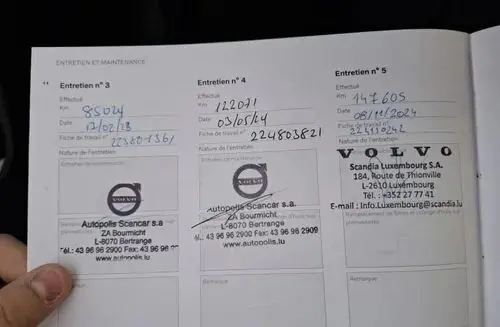 ENTRETIEN ET MAINTENANCE
Entretien n° 3
Effectué
Km 85024
Date 17/02/23
Fiche de travail n°
Nature de l'entretien:
VOLVO
Autopolis Scancar s.a
ZA Bourmicht
L-8070 Bertrange
Tél.: 43 96 96 2900 Fax: 43 96 96
www.autopolis.lu
Entretien n° 4
Effectué
Km 122071
Date 03/05/24
Fiche de travail n° 224803821
Nature de l'entretien:
VOLVO
Autopolis Scancar s.a
ZA Bourmicht
L-8070 Bertrange
Tél.: 43 96 96 2900 Fax: 43 96 96 2909
www.autopolis.lu
Remarque
Entretien n° 5
Effectué
Km 147605
Date 08/11/2024
Fiche de travail n°
224110242
Nature de l'entretien:
VOLVO
Scandia Luxembourg S.A.
184, Route de Thionville
L-2610 Luxembourg
Tél.: +352 27 77 41
E-mail : Info.Luxembourg@scandia.lu
Remarque